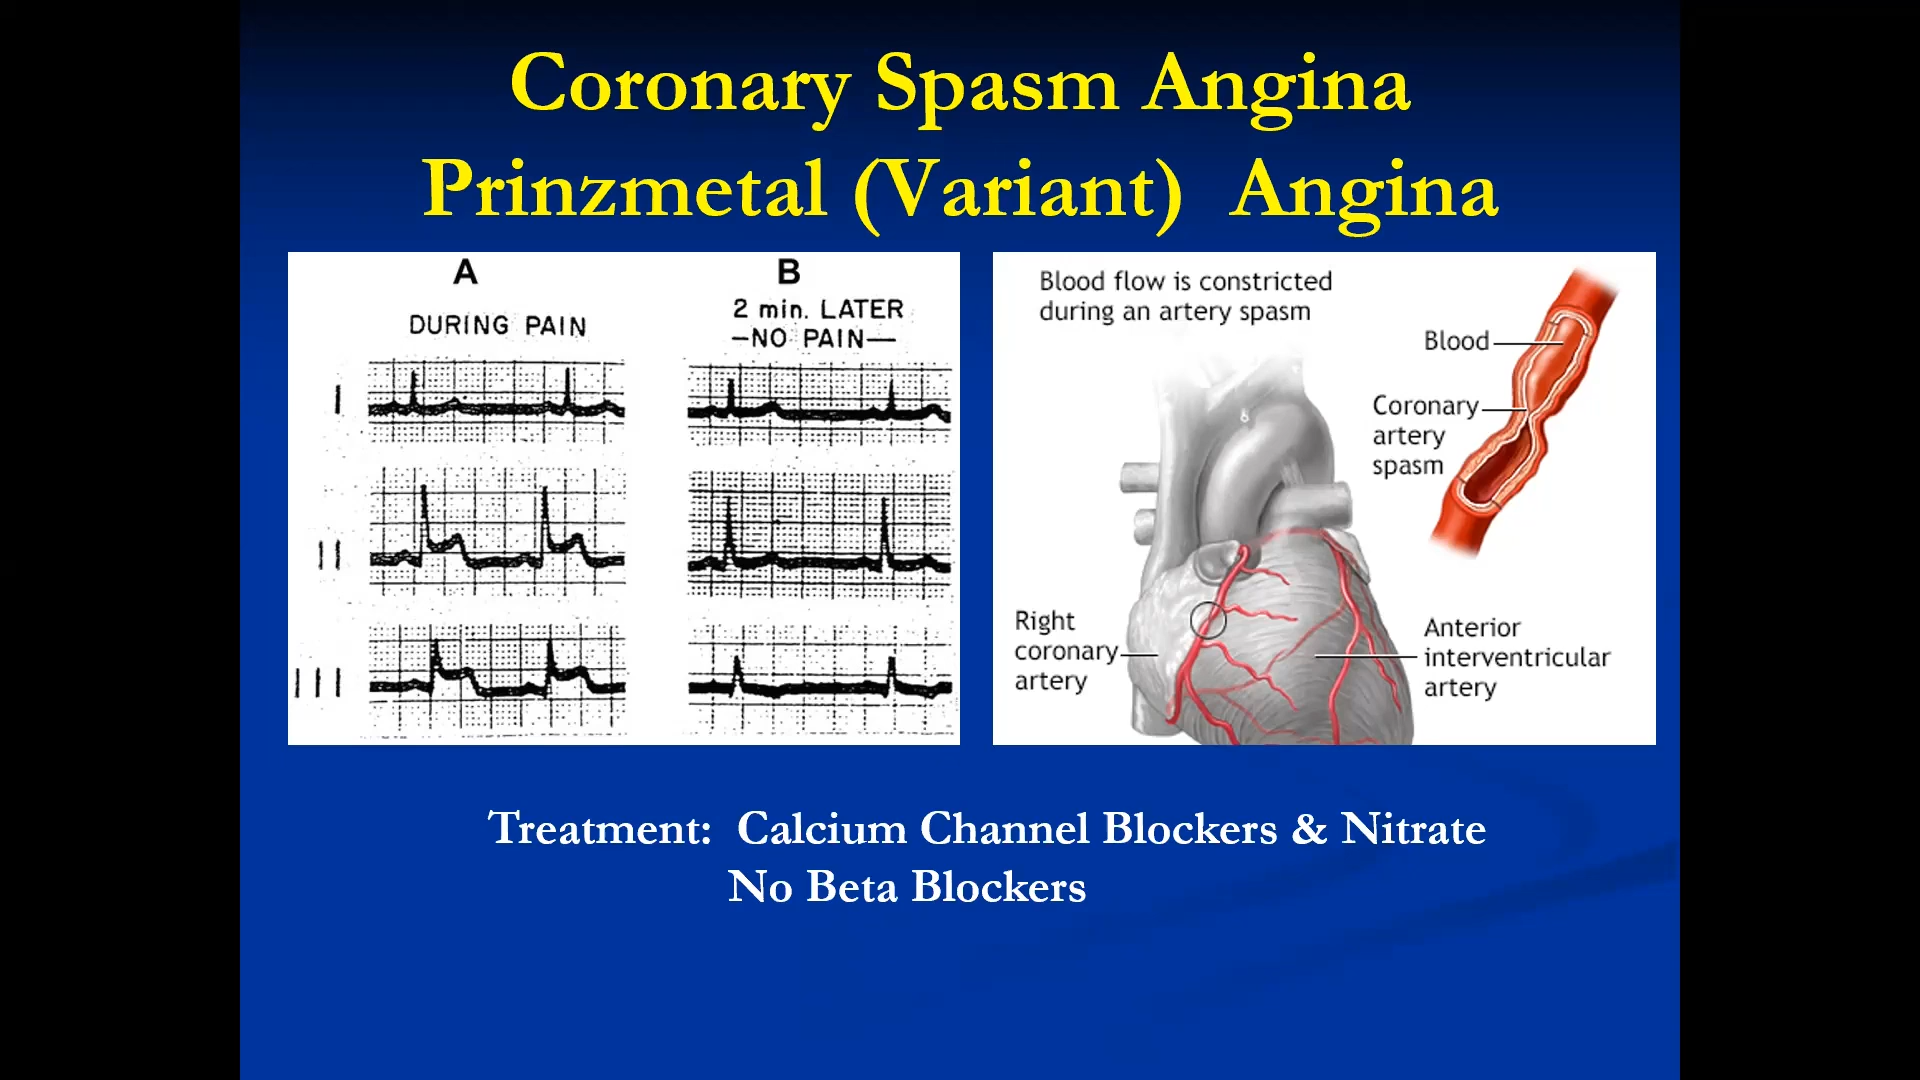 Coronary Spasm Angina
Prinzmetal (Variant) Angina
A
DURING PAIN
B
2 min. LATER
-NO PAIN-
I
II
III
Blood flow is constricted
during an artery spasm
Blood
Coronary
artery
spasm
Right
coronary
artery
Anterior
interventricular
artery
Treatment: Calcium Channel Blockers & Nitrate
No Beta Blockers